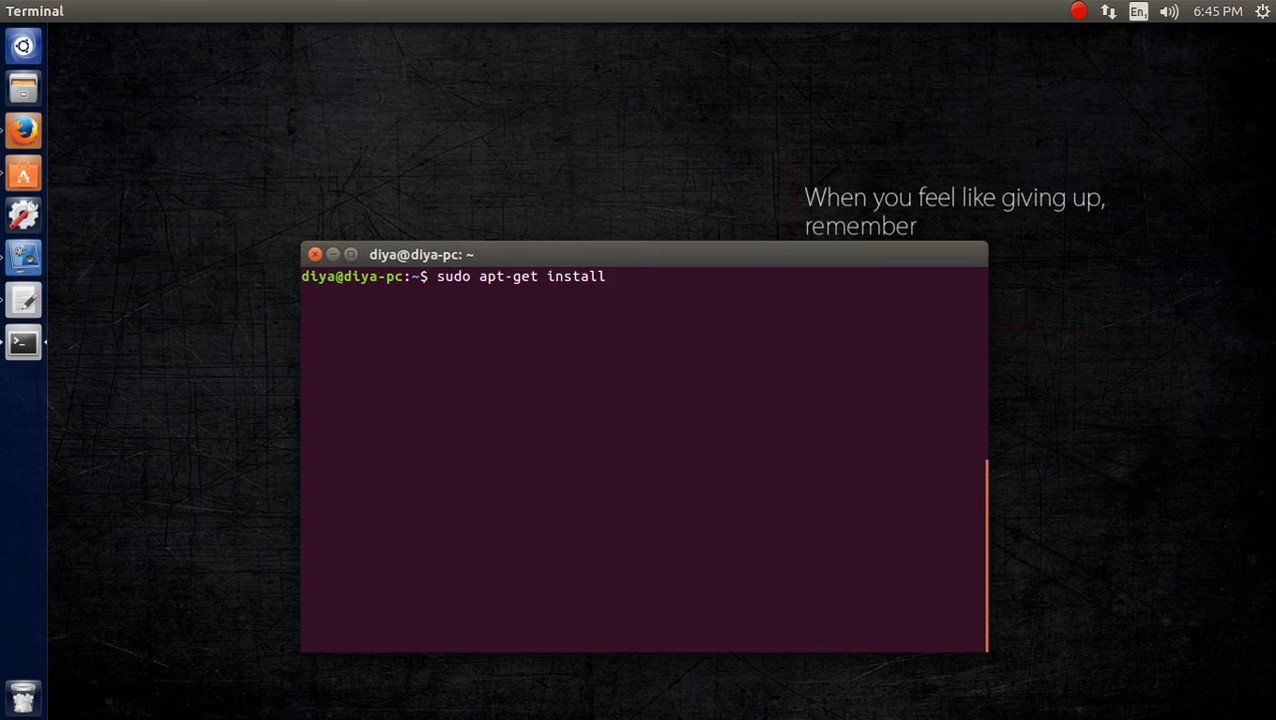 Terminal
En1 6:45 PM
When you feel like giving up,
remember
diya@diya-pc: ~
diya@diya-pc:~$ sudo apt-get install